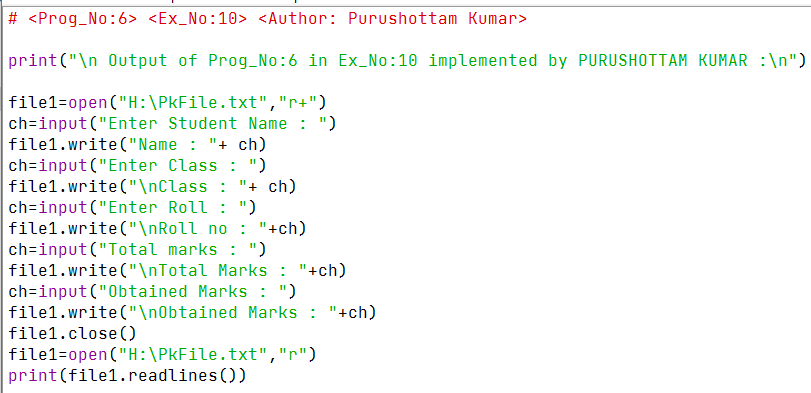 # <Prog_No:6> <Ex_No:10> <Author: Purushottam Kumar>
print("\n Output of Prog_No:6 in Ex_No:10 implemented by PURUSHOTTAM KUMAR :\n")
file1=open("H:\PkFile.txt","r+")
ch=input("Enter Student Name : ")
file1.write("Name : "+ ch)
ch=input("Enter Class : ")
file1.write("\nClass : "+ ch)
ch=input("Enter Roll : ")
file1.write("\nRoll no : "+ch)
ch=input("Total marks : ")
file1.write("\nTotal Marks : "+ch)
ch=input("Obtained Marks : ")
file1.write("\nObtained Marks : "+ch)
file1.close()
file1=open("H:\PkFile.txt","r")
print(file1.readlines())